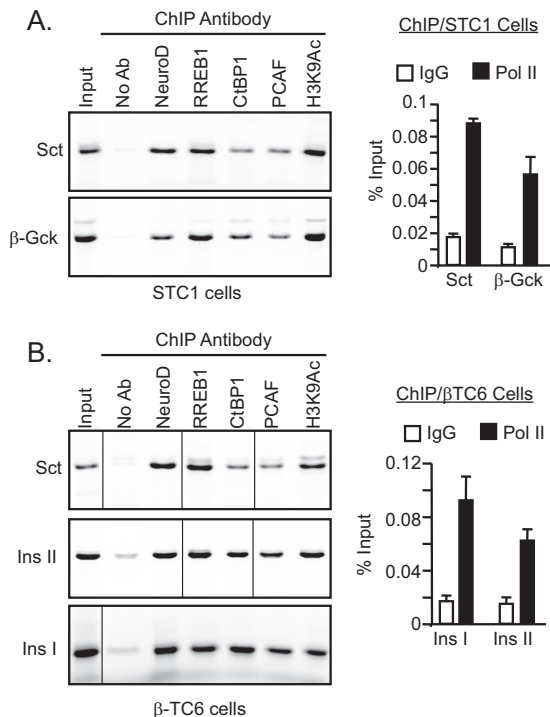 A.
ChIP Antibody
Input
No Ab
NeuroD
RREB1
CtBP1
PCAF
H3K9Ac
Sct
β-Gck
STC1 cells
ChIP/STC1 Cells
IgG Pol II
% Input
0.1
0.08
0.06
0.04
0.02
0
Sct β-Gck
B.
ChIP Antibody
Input
No Ab
NeuroD
RREB1
CtBP1
PCAF
H3K9Ac
Sct
Ins II
Ins I
β-TC6 cells
ChIP/βTC6 Cells
IgG Pol II
% Input
0.12
0.08
0.04
0
Ins I Ins II